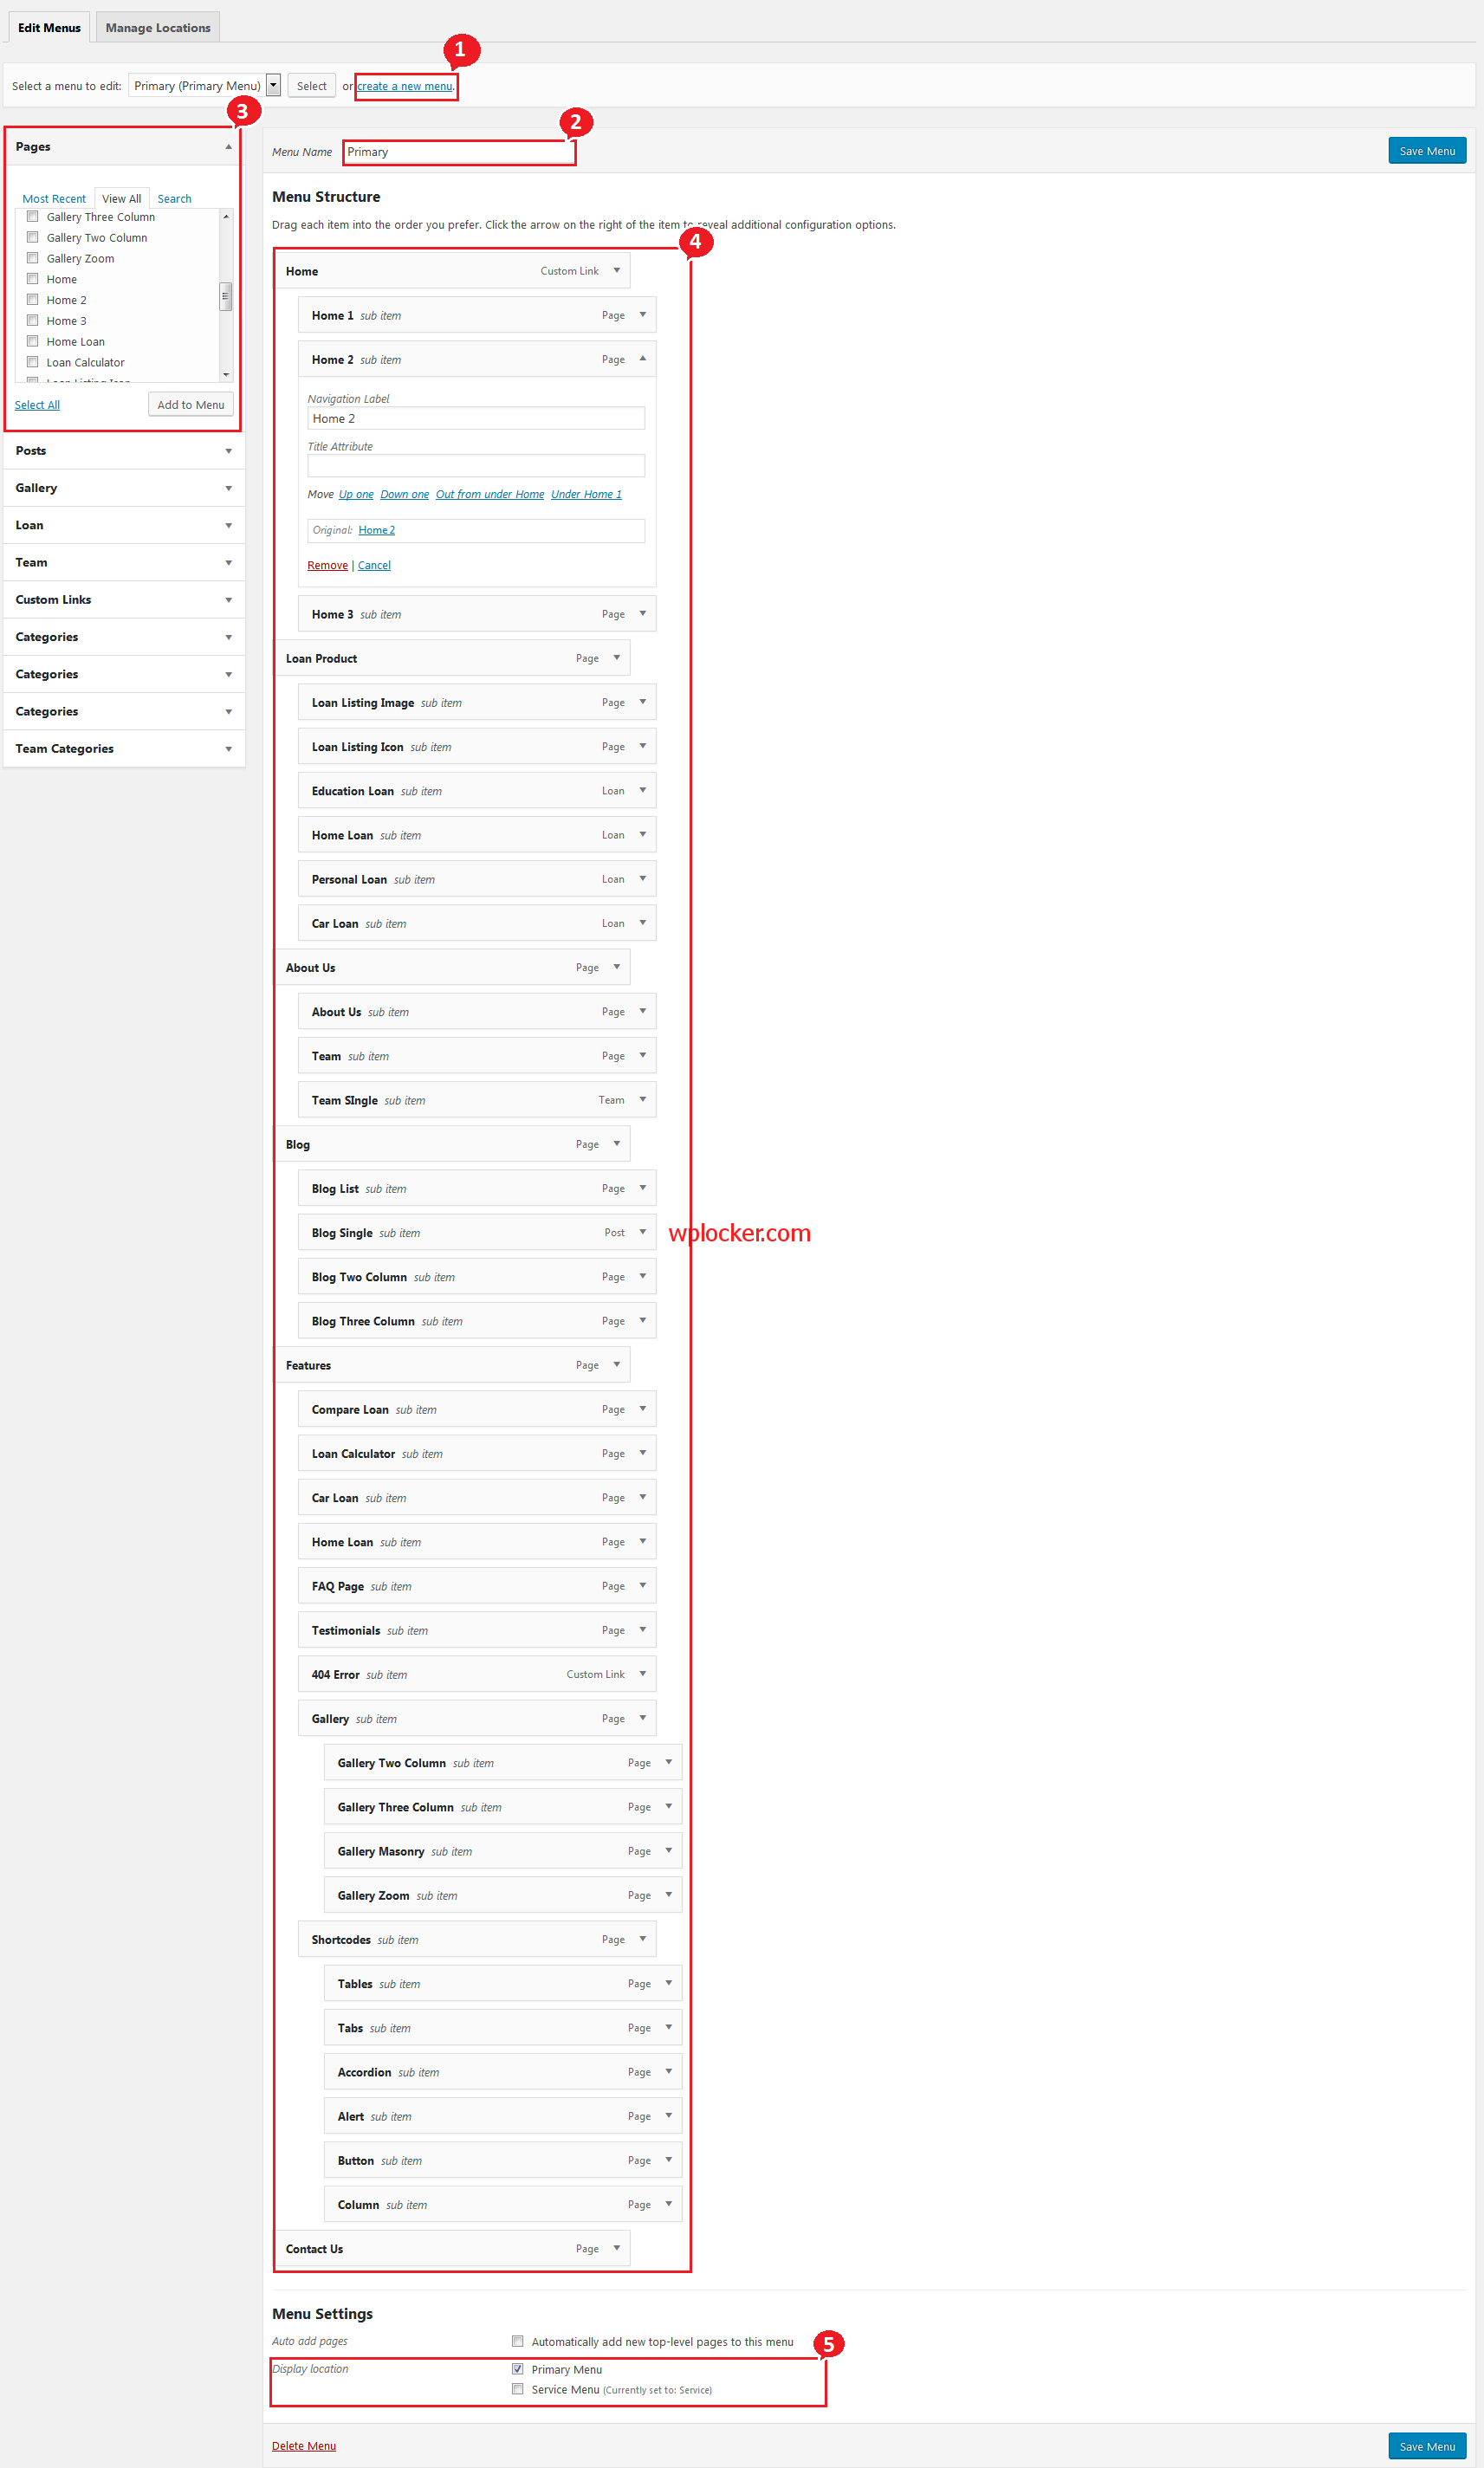 Edit Menus Manage Locations
1
Select a menu to edit: Primary (Primary Menu) Select or create a new menu.
3
2
Pages
Most Recent View All Search
Gallery Three Column
Gallery Two Column
Gallery Zoom
Home
Home 2
Home 3
Home Loan
Loan Calculator
Loan Listing Icon
Select All Add to Menu
Posts
Gallery
Loan
Team
Custom Links
Categories
Categories
Categories
Team Categories
Menu Name Primary Save Menu
Menu Structure
Drag each item into the order you prefer. Click the arrow on the right of the item to reveal additional configuration options.
4
Home Custom Link
Home 1 sub item Page
Home 2 sub item Page
Navigation Label
Home 2
Title Attribute
Move Up one Down one Out from under Home Under Home 1
Original: Home 2
Remove | Cancel
Home 3 sub item Page
Loan Product Page
Loan Listing Image sub item Page
Loan Listing Icon sub item Page
Education Loan sub item Loan
Home Loan sub item Loan
Personal Loan sub item Loan
Car Loan sub item Loan
About Us Page
About Us sub item Page
Team sub item Page
Team SIngle sub item Team
Blog Page
Blog List sub item Page
Blog Single sub item Post
wplocker.com
Blog Two Column sub item Page
Blog Three Column sub item Page
Features Page
Compare Loan sub item Page
Loan Calculator sub item Page
Car Loan sub item Page
Home Loan sub item Page
FAQ Page sub item Page
Testimonials sub item Page
404 Error sub item Custom Link
Gallery sub item Page
Gallery Two Column sub item Page
Gallery Three Column sub item Page
Gallery Masonry sub item Page
Gallery Zoom sub item Page
Shortcodes sub item Page
Tables sub item Page
Tabs sub item Page
Accordion sub item Page
Alert sub item Page
Button sub item Page
Column sub item Page
Contact Us Page
Menu Settings
Auto add pages Automatically add new top-level pages to this menu
5
Display location Primary Menu
Service Menu (Currently set to: Service)
Delete Menu Save Menu